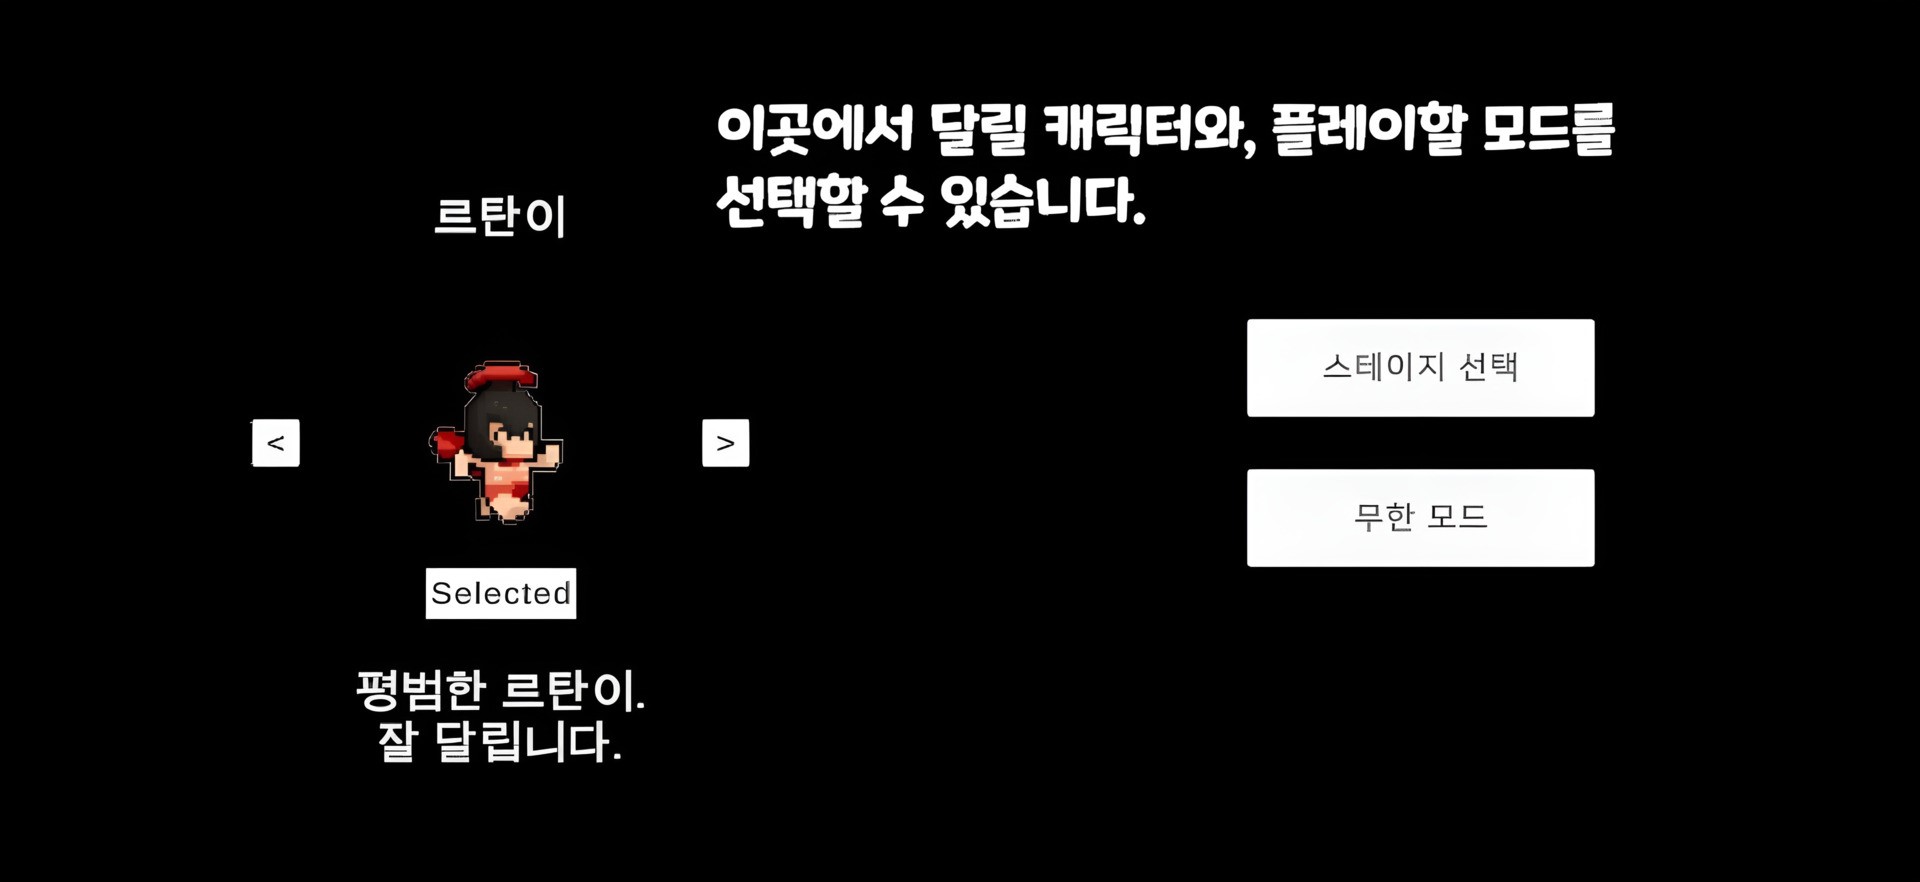 이곳에서 달릴 캐릭터와, 플레이할 모드를
선택할 수 있습니다.
르탄이
<
>
Selected
평범한 르탄이.
잘 달립니다.
스테이지 선택
무한 모드